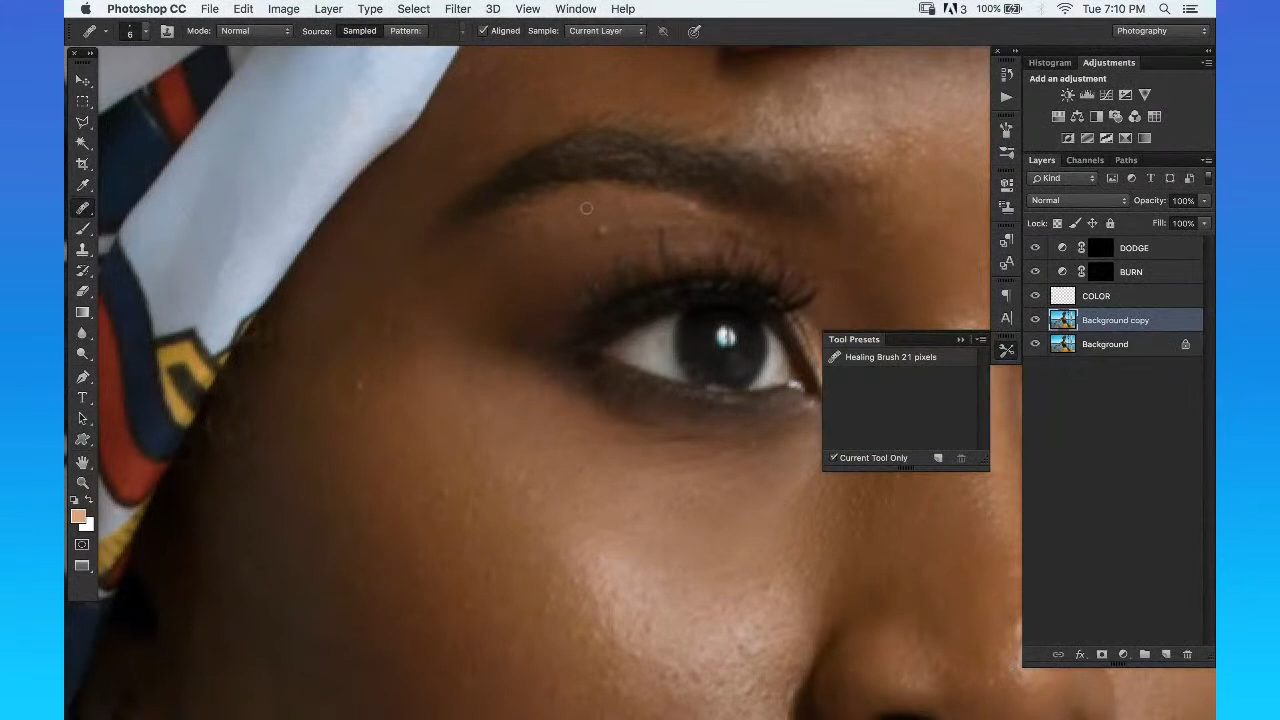 Photoshop CC File Edit Image Layer Type Select Filter 3D View Window Help 3 100% Tue 7:10 PM
6 Mode: Normal Source: Sampled Pattern: Aligned Sample: Current Layer Photography
Histogram Adjustments
Add an adjustment
Layers Channels Paths
Kind
Normal Opacity: 100%
Lock: Fill: 100%
DODGE
BURN
COLOR
Background copy
Background
Tool Presets
Healing Brush 21 pixels
Current Tool Only